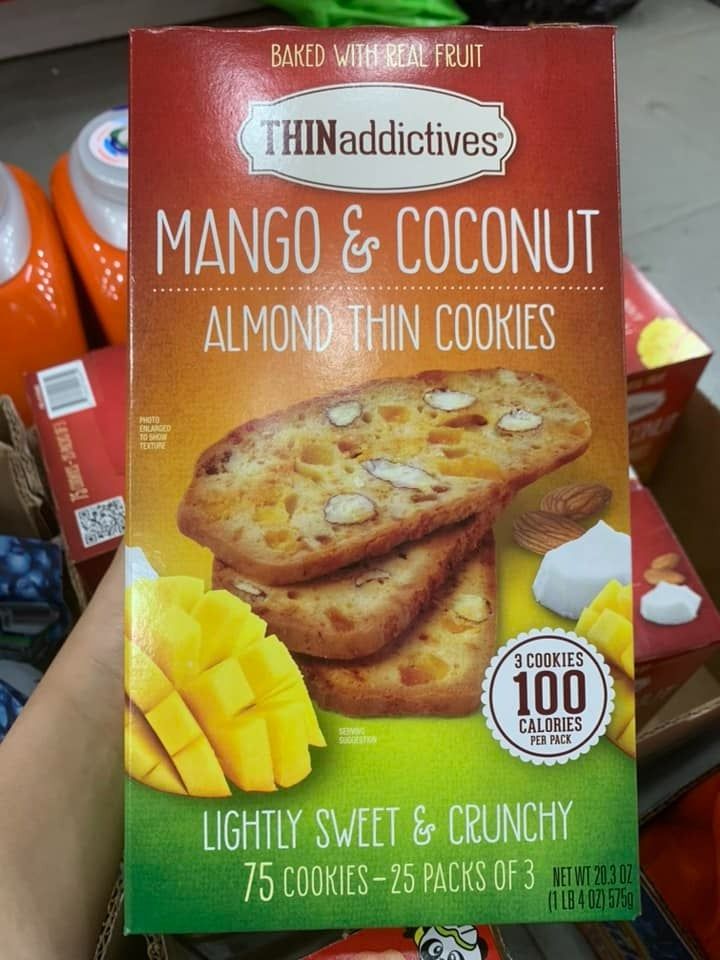 BAKED WITH REAL FRUIT
THINaddictives®
MANGO & COCONUT
ALMOND THIN COOKIES
PHOTO
ENLARGED
TO SHOW
TEXTURE
3 COOKIES
100
CALORIES
PER PACK
SERVING
SUGGESTION
LIGHTLY SWEET & CRUNCHY
75 COOKIES – 25 PACKS OF 3
NET WT 20.3 OZ
(1 LB 4 OZ) 575g